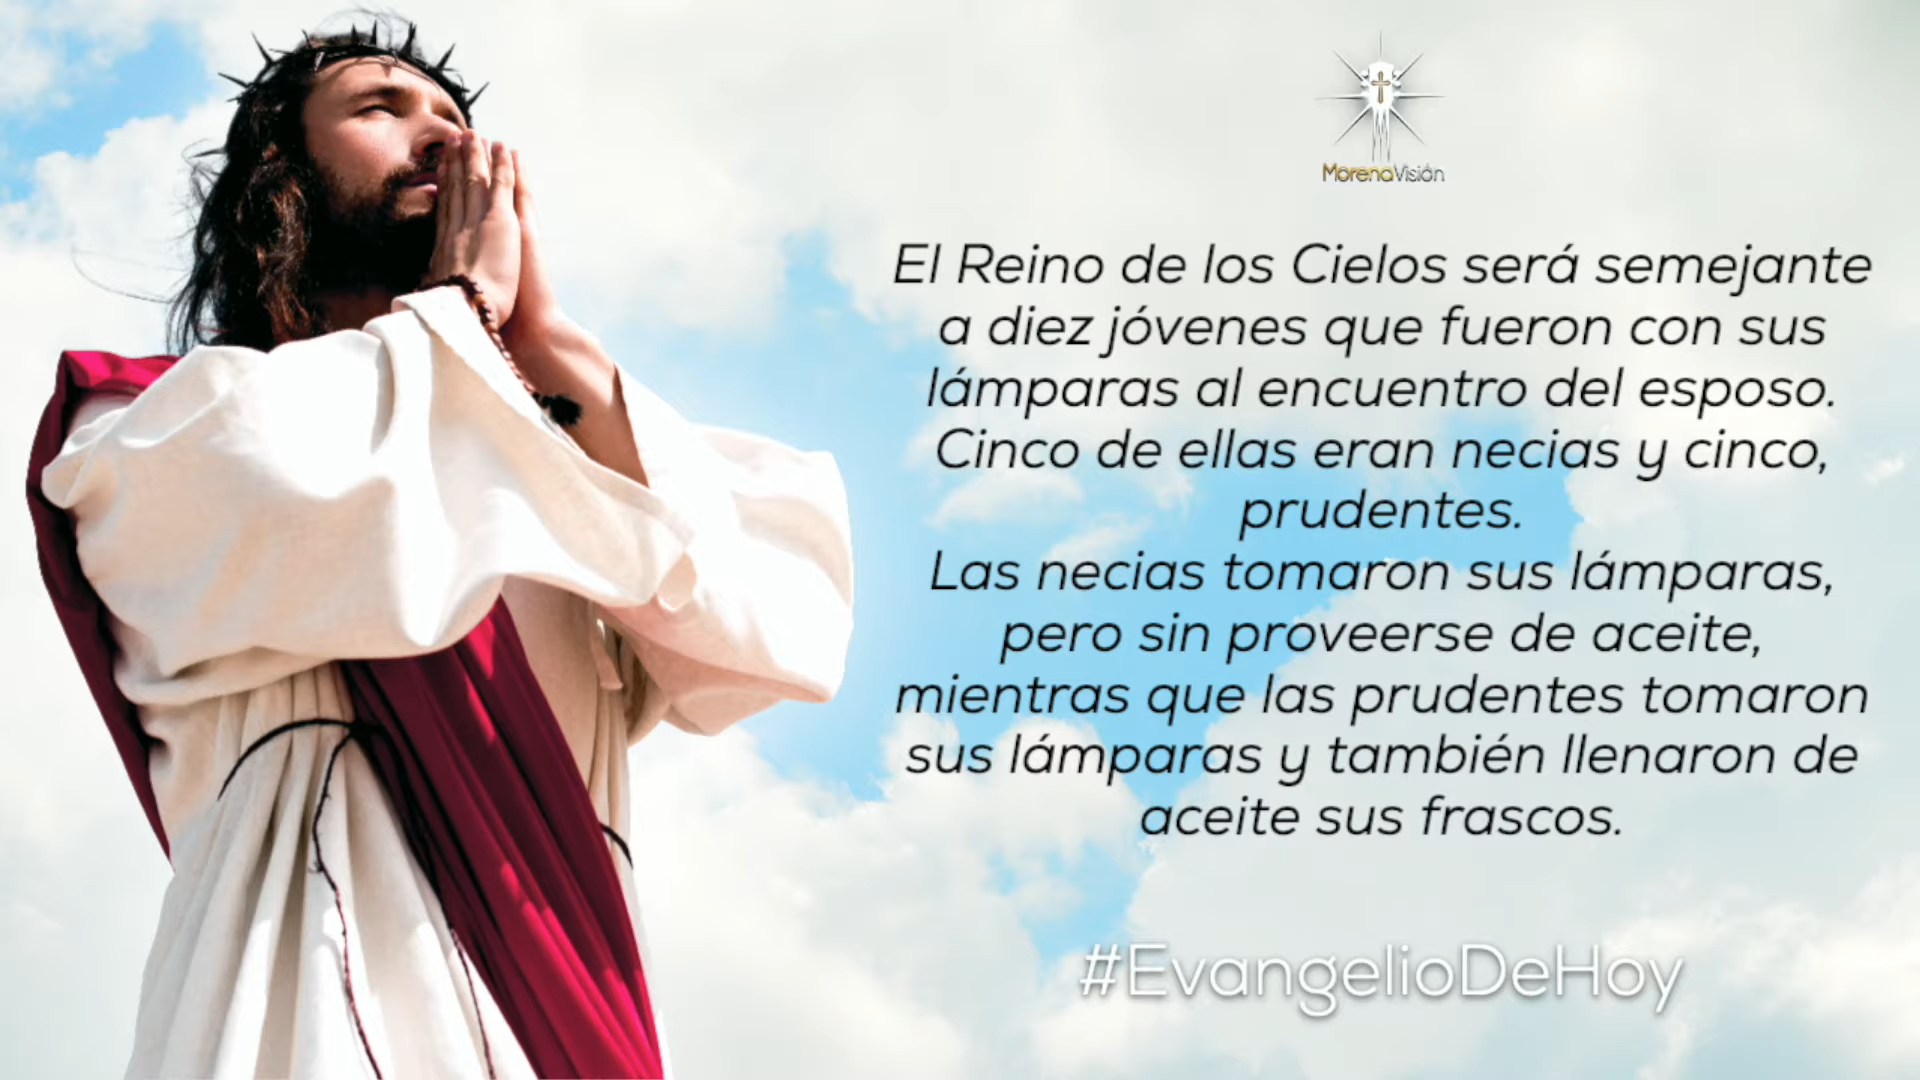 MorenaVisión
El Reino de los Cielos será semejante
a diez jóvenes que fueron con sus
lámparas al encuentro del esposo.
Cinco de ellas eran necias y cinco,
prudentes.
Las necias tomaron sus lámparas,
pero sin proveerse de aceite,
mientras que las prudentes tomaron
sus lámparas y también llenaron de
aceite sus frascos.
#EvangelioDeHoy